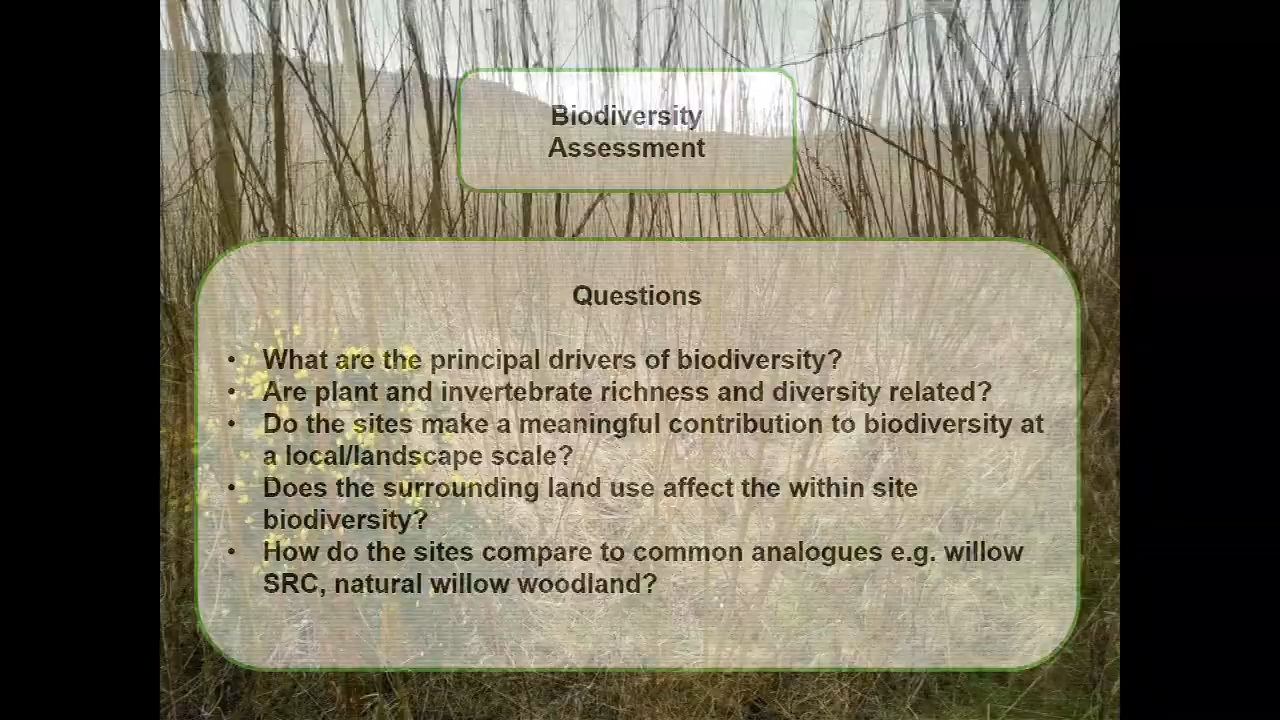 Biodiversity
Assessment
Questions
• What are the principal drivers of biodiversity?
• Are plant and invertebrate richness and diversity related?
• Do the sites make a meaningful contribution to biodiversity at
a local/landscape scale?
• Does the surrounding land use affect the within site
biodiversity?
• How do the sites compare to common analogues e.g. willow
SRC, natural willow woodland?